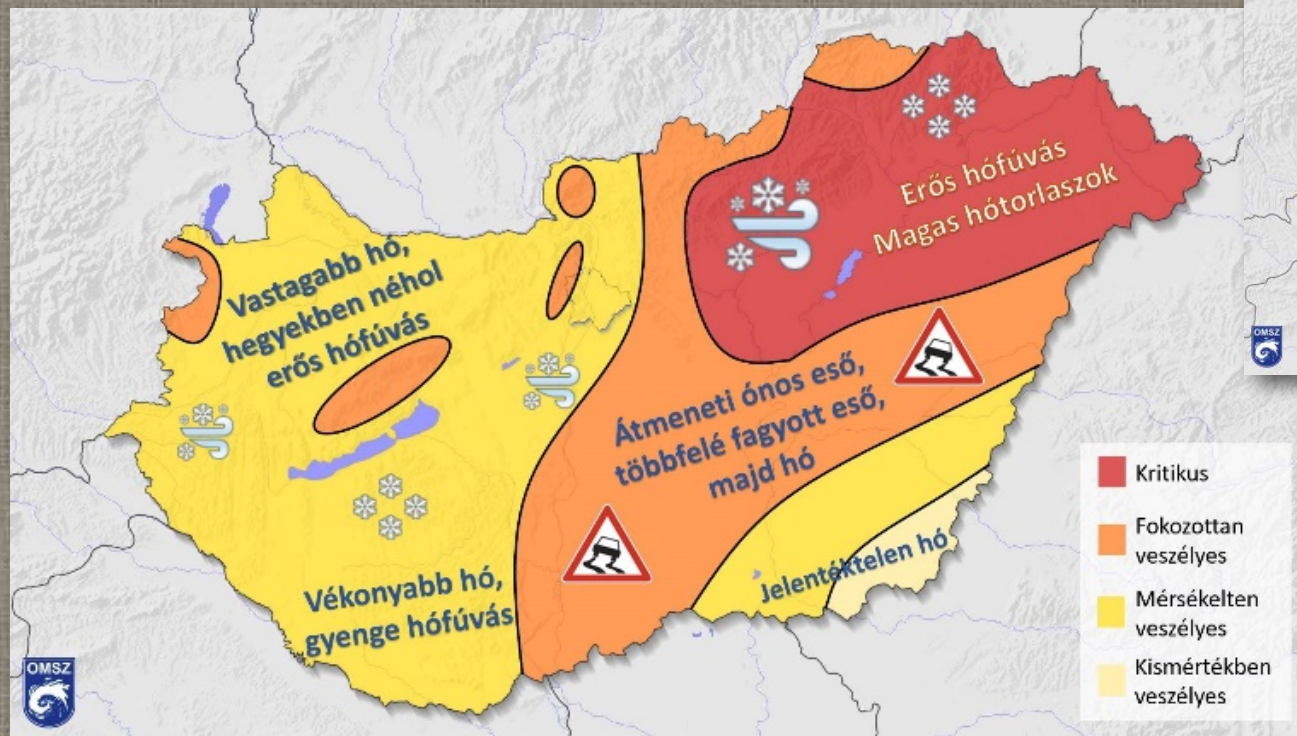 Erős hófúvás
Magas hótorlaszok
Vastagabb hó,
hegyekben néhol
erős hófúvás
Átmeneti ónos eső,
többfelé fagyott eső,
majd hó
Vékonyabb hó,
gyenge hófúvás
Jelentéktelen hó
Kritikus
Fokozottan
veszélyes
Mérsékelten
veszélyes
Kismértékben
veszélyes
OMSZ
OMSZ